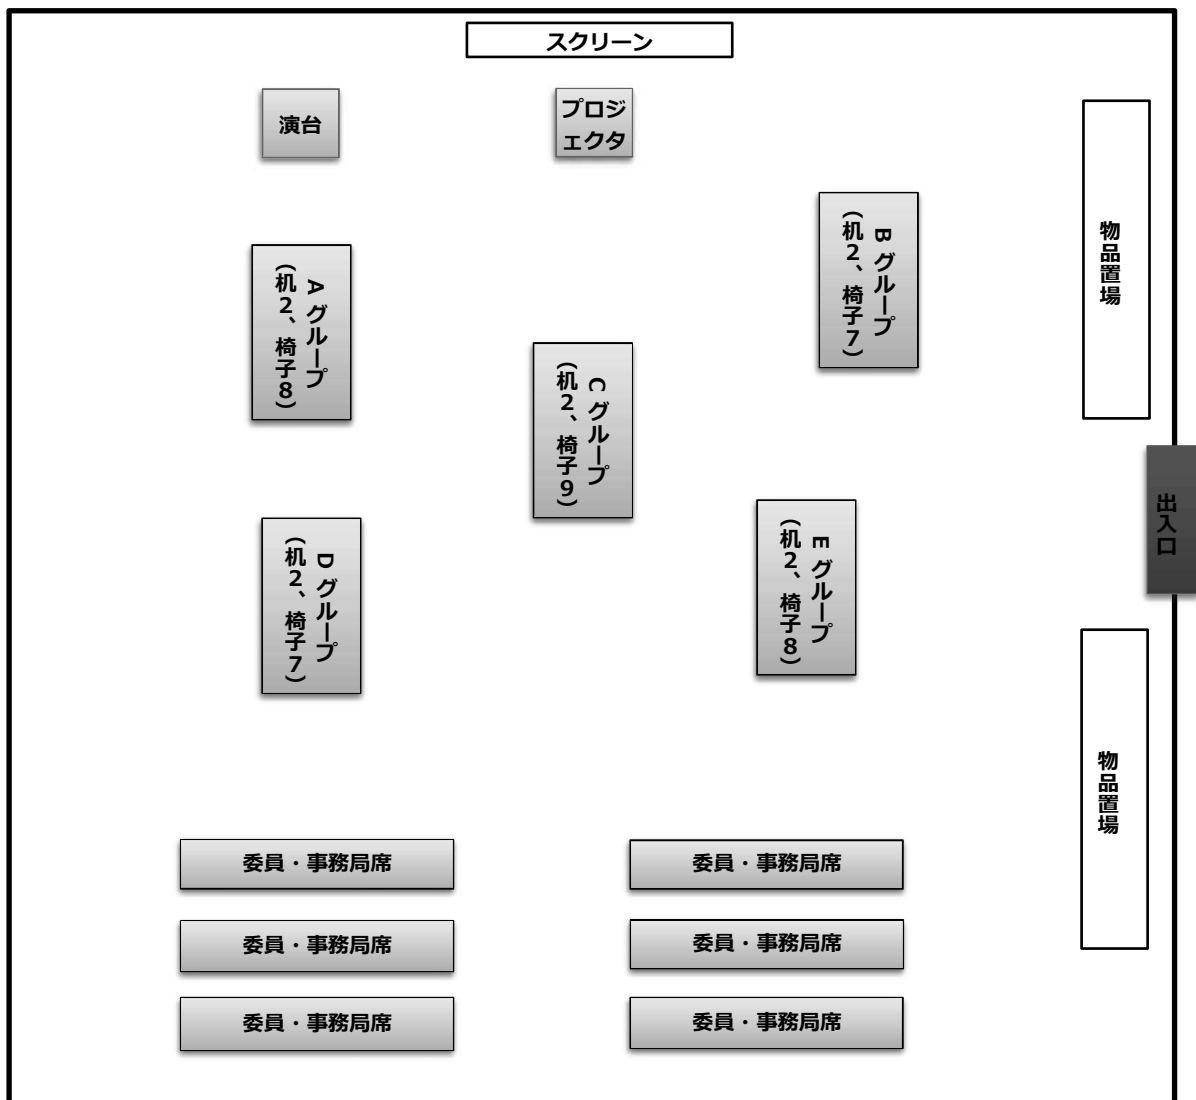 スクリーン
演台
プロジ
ェクタ
物品置場
B グループ
(机2、椅子7)
A グループ
(机2、椅子8)
C グループ
(机2、椅子9)
出入口
D グループ
(机2、椅子7)
E グループ
(机2、椅子8)
物品置場
委員・事務局席
委員・事務局席
委員・事務局席
委員・事務局席
委員・事務局席
委員・事務局席